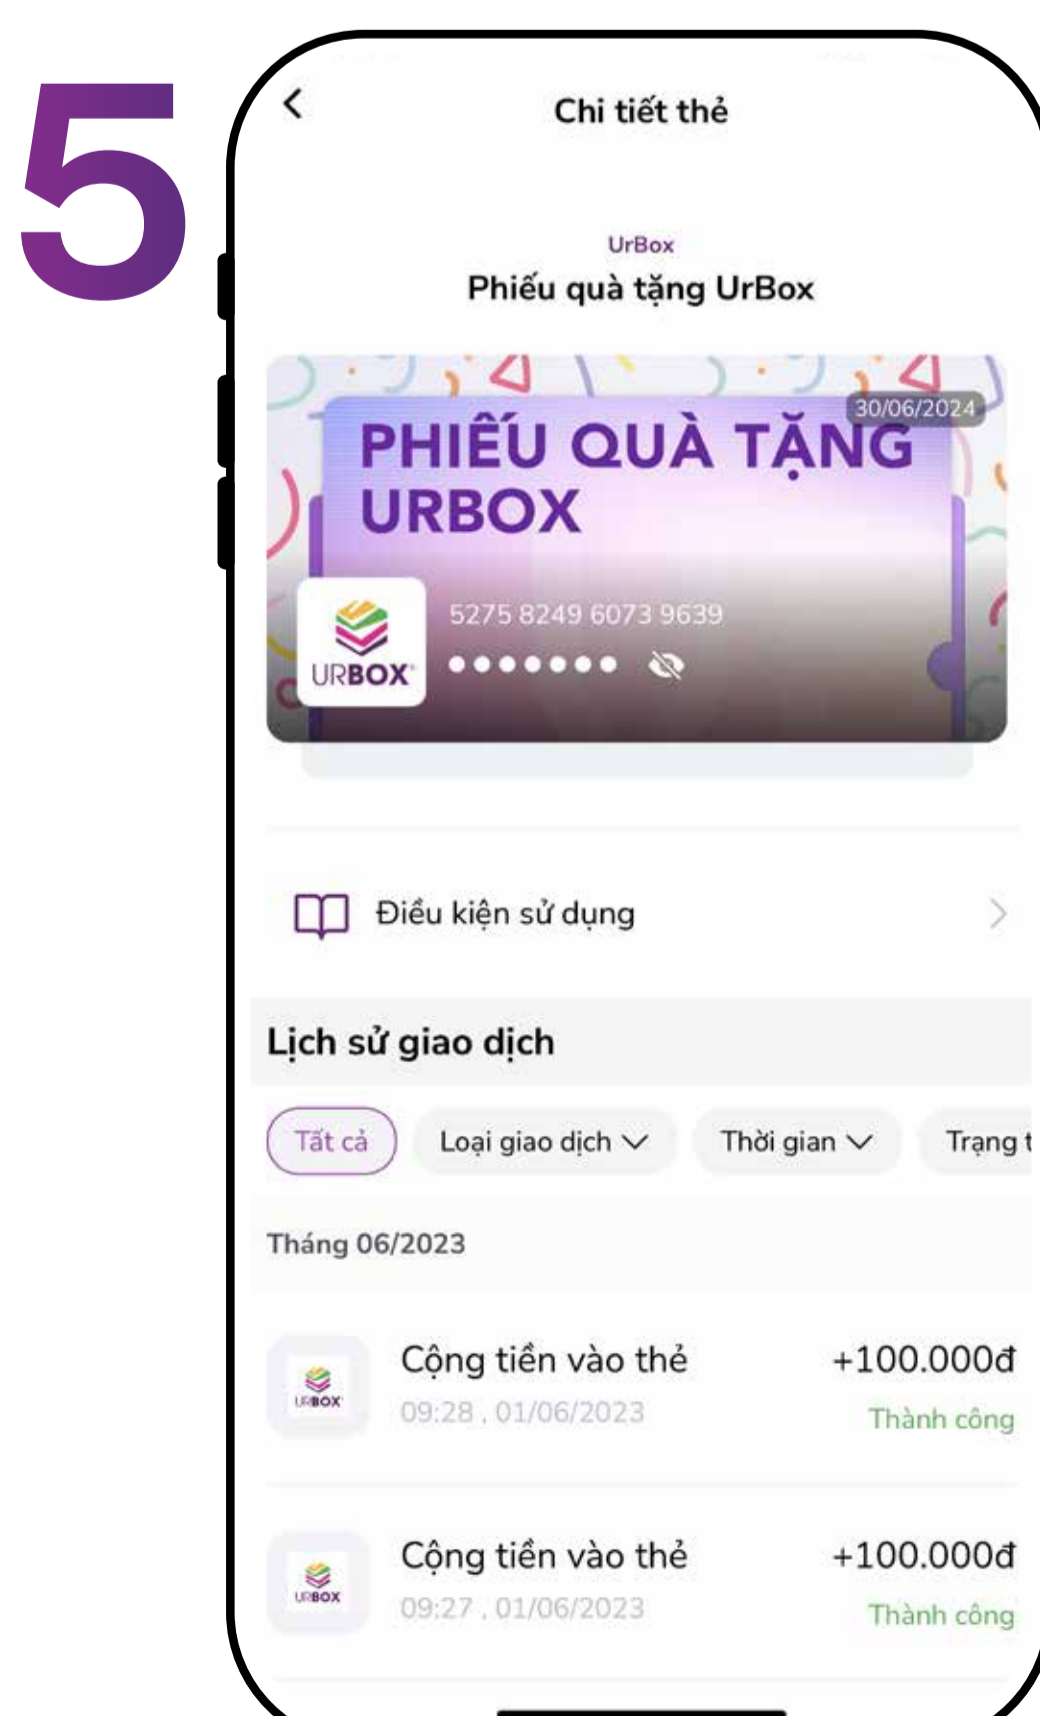 5
Chi tiết thẻ
UrBox
Phiếu quà tặng UrBox
30/06/2024
PHIẾU QUÀ TẶNG
URBOX
5275 8249 6073 9639
URBOX
Điều kiện sử dụng
Lịch sử giao dịch
Tất cả Loại giao dịch Thời gian Trạng t
Tháng 06/2023
Cộng tiền vào thẻ +100.000đ
URBOX
09:28 , 01/06/2023 Thành công
Cộng tiền vào thẻ +100.000đ
URBOX
09:27 , 01/06/2023 Thành công